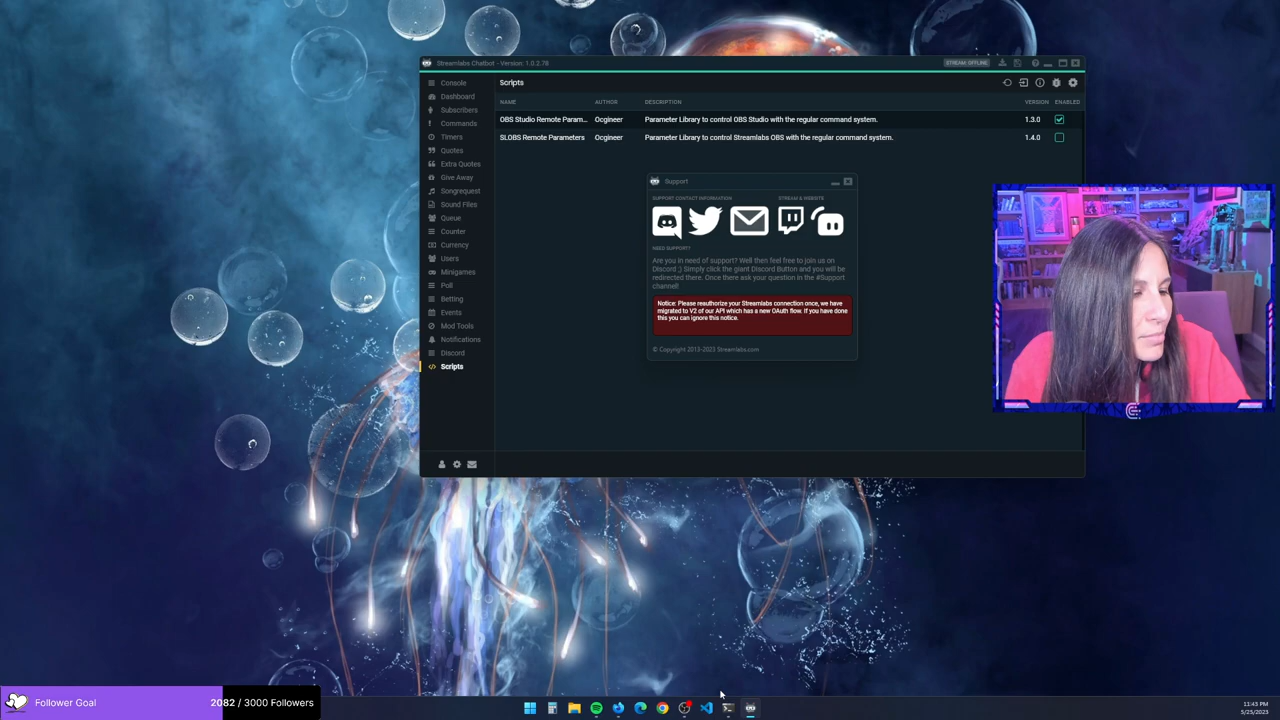 Streamlabs Chatbot - Version: 1.0.2.78
STREAM: OFFLINE
Console
Dashboard
Subscribers
Commands
Timers
Quotes
Extra Quotes
Give Away
Songrequest
Sound Files
Queue
Counter
Currency
Users
Minigames
Poll
Betting
Events
Mod Tools
Notifications
Discord
Scripts
Scripts
NAME AUTHOR DESCRIPTION VERSION ENABLED
OBS Studio Remote Param... Ocgineer Parameter Library to control OBS Studio with the regular command system. 1.3.0
SLOBS Remote Parameters Ocgineer Parameter Library to control Streamlabs OBS with the regular command system. 1.4.0
Support
SUPPORT CONTACT INFORMATION STREAM & WEBSITE
NEED SUPPORT?
Are you in need of support? Well then feel free to join us on
Discord ;) Simply click the giant Discord Button and you will be
redirected there. Once there ask your question in the #Support
channel!
Notice: Please reauthorize your Streamlabs connection once, we have
migrated to V2 of our API which has a new OAuth flow. If you have done
this you can ignore this notice.
© Copyright 2013-2023 Streamlabs.com
Follower Goal 2082 / 3000 Followers
11:43 PM
5/25/2023